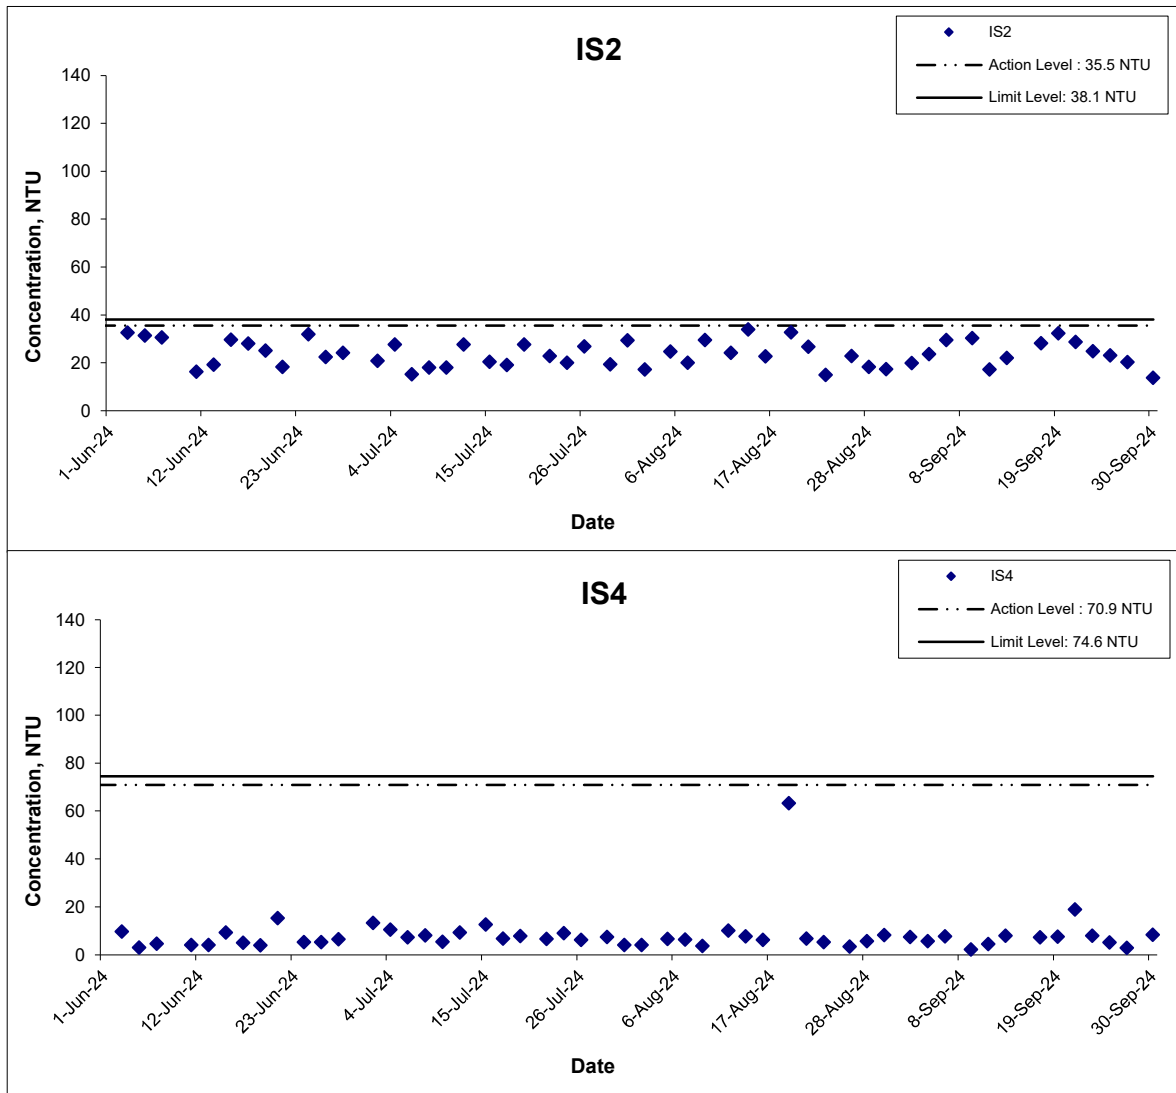 IS2
IS2
Action Level : 35.5 NTU
Limit Level: 38.1 NTU
Concentration, NTU
140
120
100
80
60
40
20
0
1-Jun-24
12-Jun-24
23-Jun-24
4-Jul-24
15-Jul-24
26-Jul-24
6-Aug-24
17-Aug-24
28-Aug-24
8-Sep-24
19-Sep-24
30-Sep-24
Date
IS4
IS4
Action Level : 70.9 NTU
Limit Level: 74.6 NTU
Concentration, NTU
140
120
100
80
60
40
20
0
1-Jun-24
12-Jun-24
23-Jun-24
4-Jul-24
15-Jul-24
26-Jul-24
6-Aug-24
17-Aug-24
28-Aug-24
8-Sep-24
19-Sep-24
30-Sep-24
Date